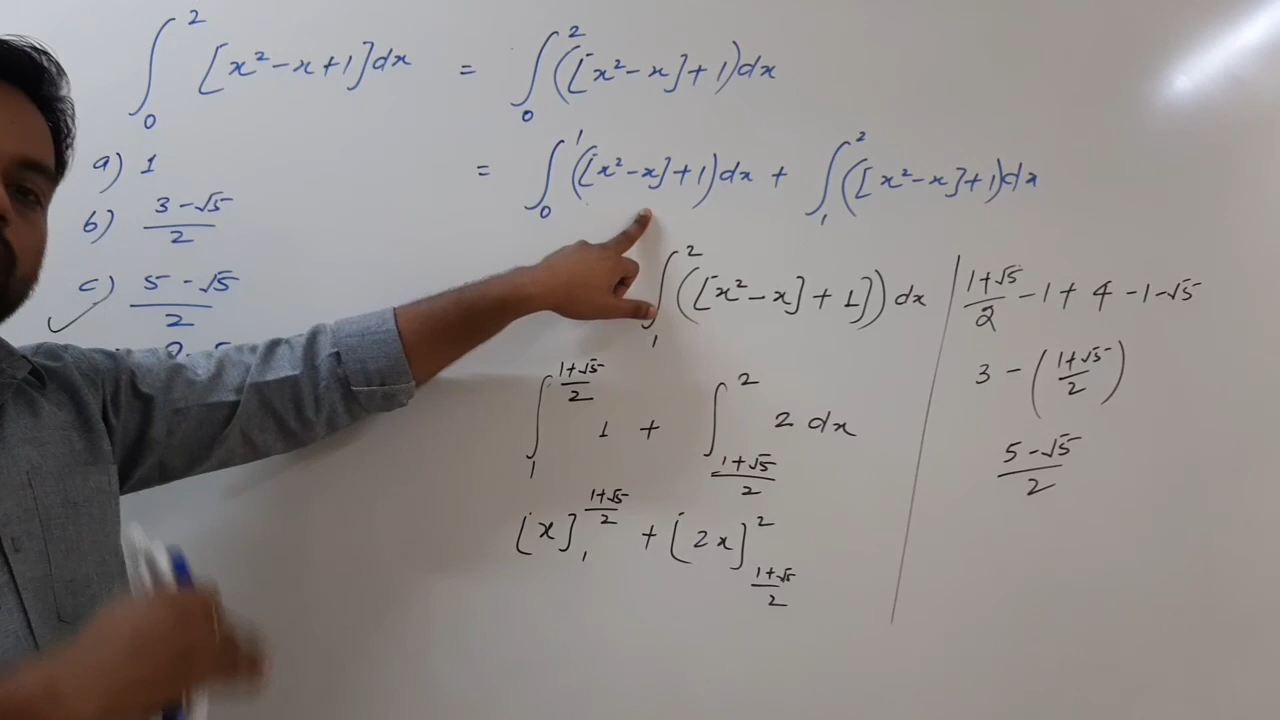 ∫₀² [x² - x + 1] dx = ∫₀² ([x² - x] + 1) dx
= ∫₀¹ ([x² - x] + 1) dx + ∫₁² ([x² - x] + 1) dx
a) 1
b) (3 - √5)/2
c) (5 - √5)/2
∫₁² ([x² - x] + 1]) dx
∫₁^((1+√5)/2) 1 + ∫_((1+√5)/2)^2 2 dx
[x]₁^((1+√5)/2) + [2x]_((1+√5)/2)^2
(1+√5)/2 - 1 + 4 - 1 - √5
3 - ((1+√5)/2)
(5 - √5)/2